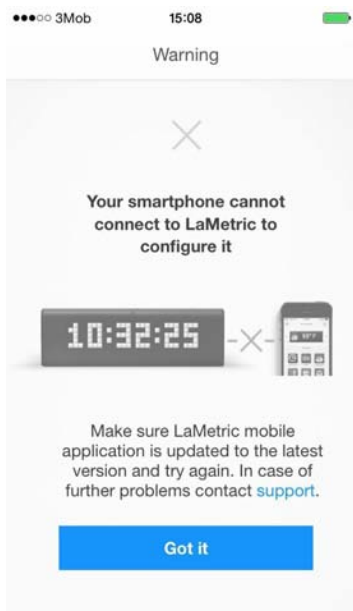 3Mob 15:08
Warning
Your smartphone cannot
connect to LaMetric to
configure it
10:32:25
Make sure LaMetric mobile
application is updated to the latest
version and try again. In case of
further problems contact support.
Got it